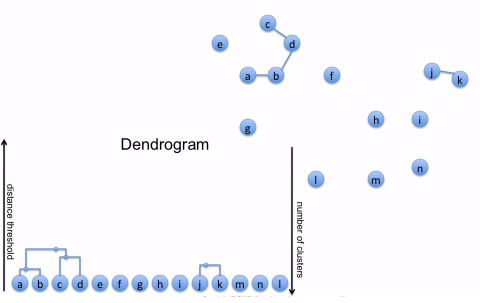 c
e
d
a b f
j k
h i
g
Dendrogram
n
l m
distance threshold
number of clusters
a b c d e f g h i j k m n l